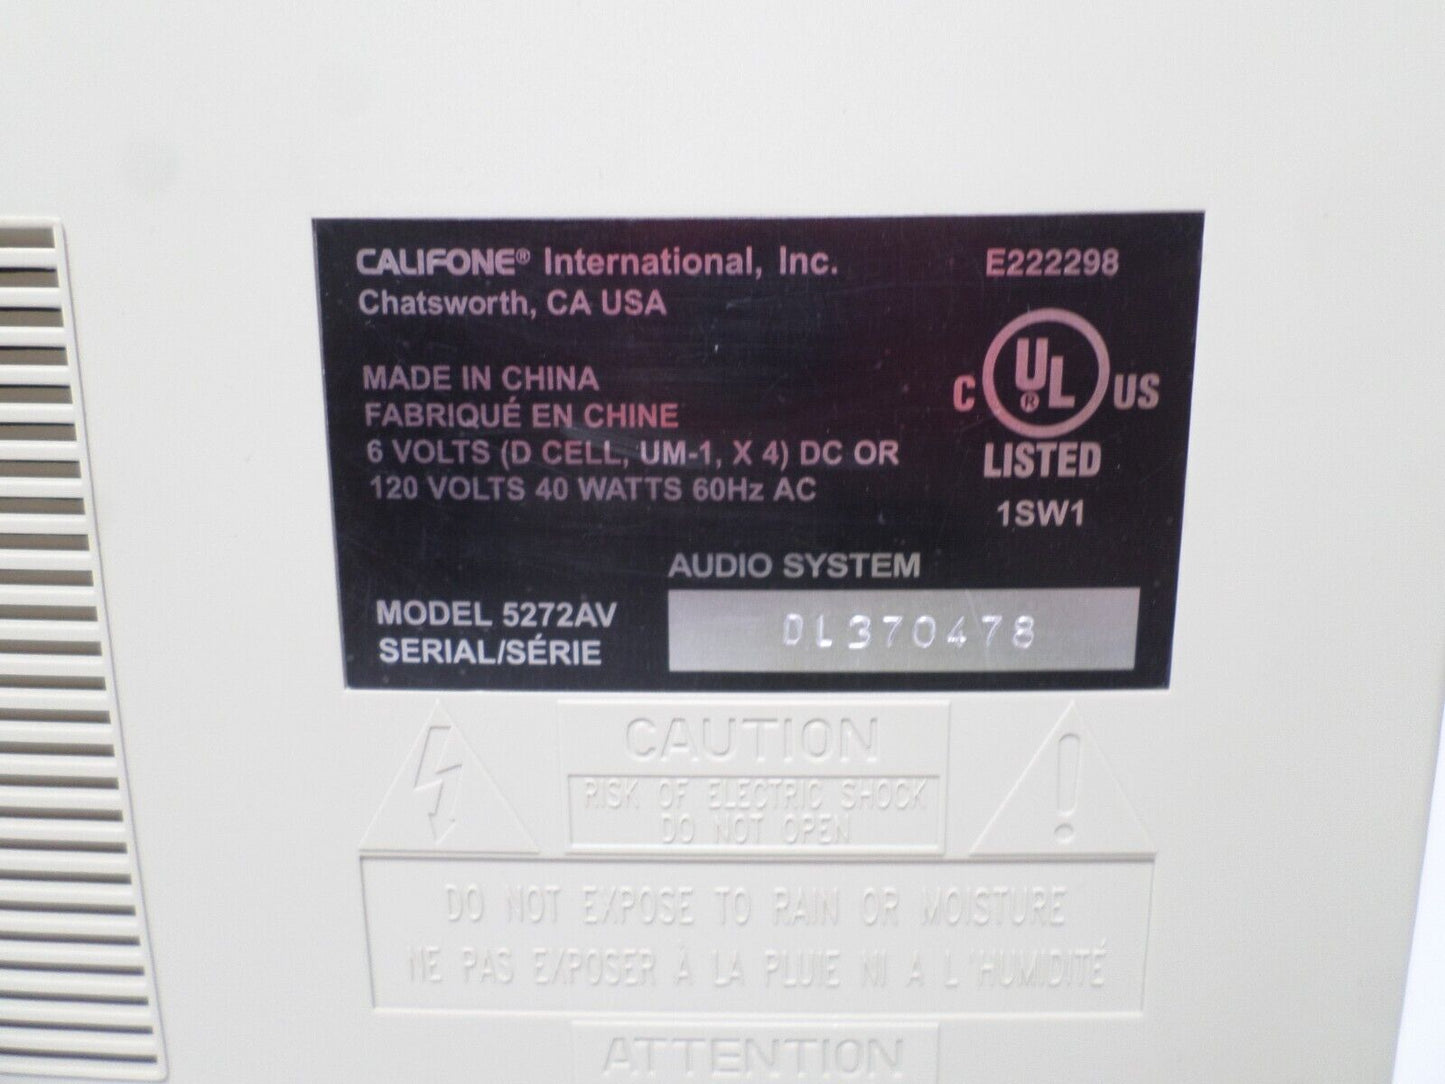 CALIFONE® International, Inc.
Chatsworth, CA USA
E222298
MADE IN CHINA
FABRIQUÉ EN CHINE
6 VOLTS (D CELL, UM-1, X 4) DC OR
120 VOLTS 40 WATTS 60Hz AC
C UL® US
LISTED
1SW1
AUDIO SYSTEM
MODEL 5272AV
SERIAL/SÉRIE
DL370478
CAUTION
RISK OF ELECTRIC SHOCK
DO NOT OPEN
DO NOT EXPOSE TO RAIN OR MOISTURE
NE PAS EXPOSER À LA PLUIE NI A L'HUMIDITÉ
ATTENTION